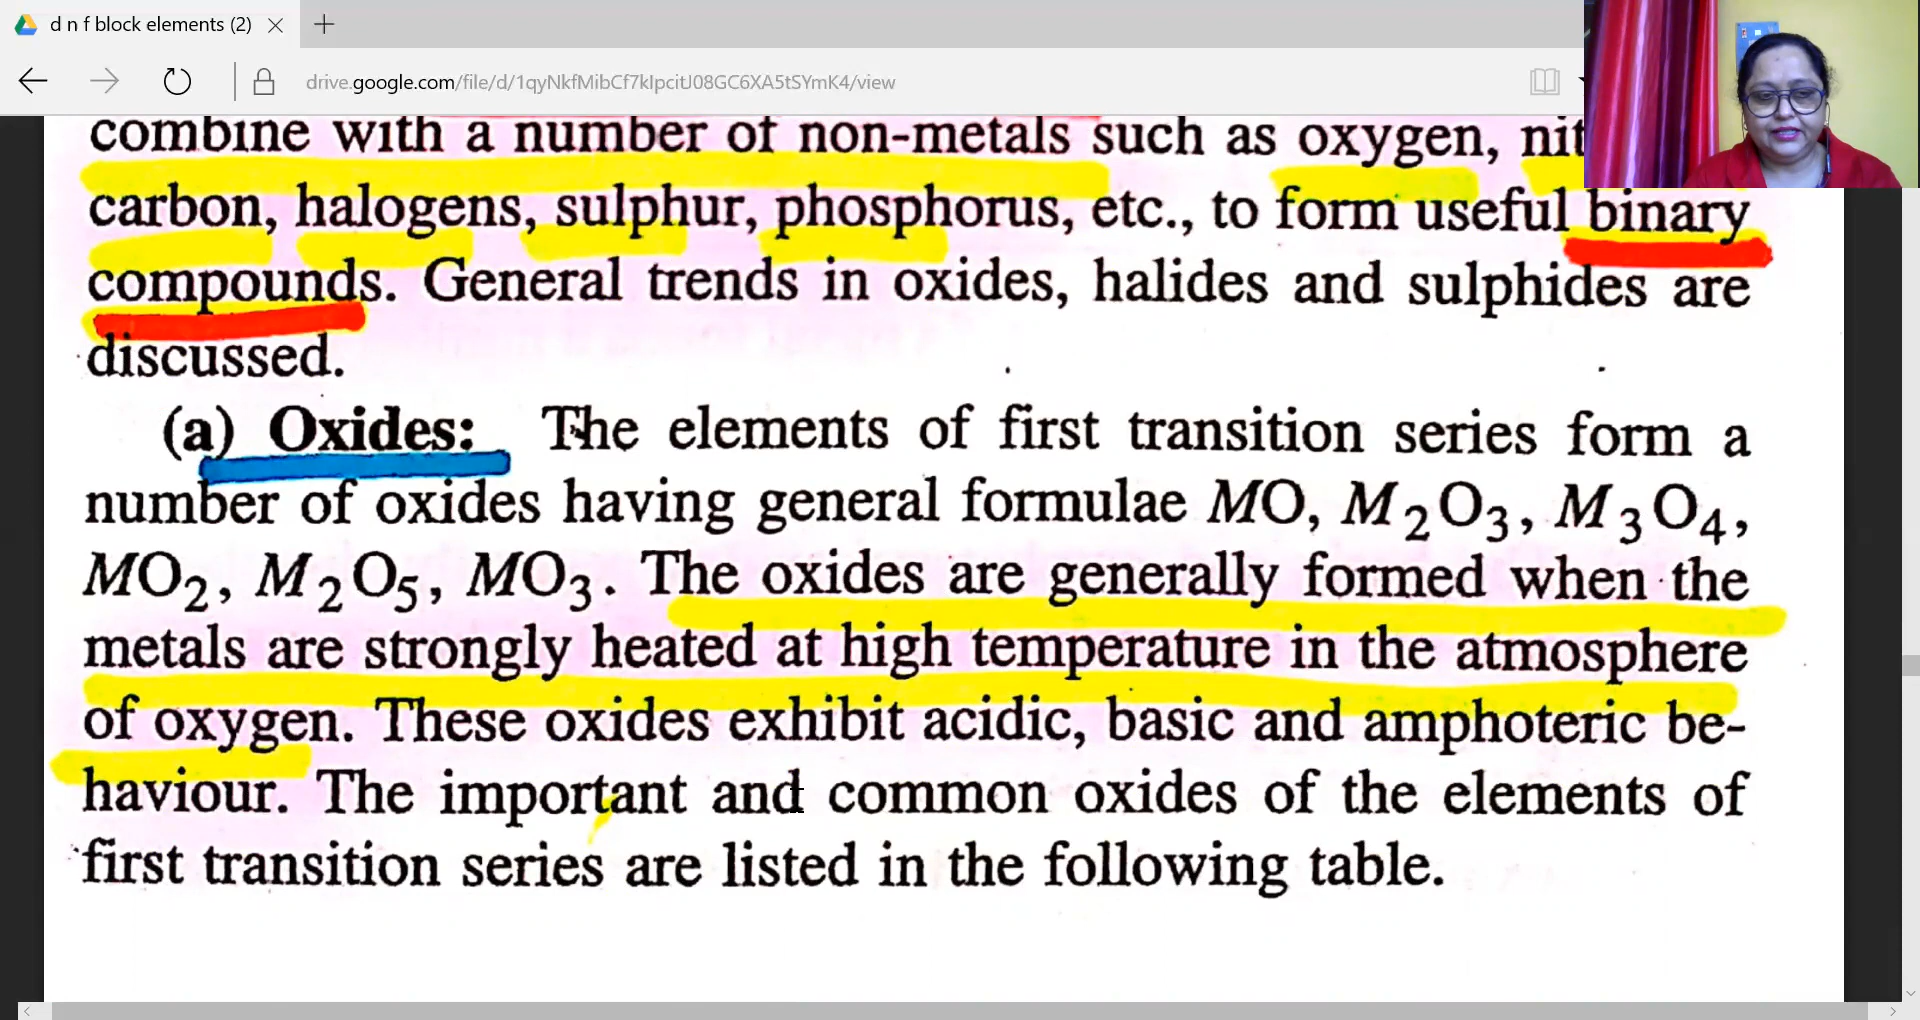 d n f block elements (2)
drive.google.com/file/d/1qyNkfMibCf7kIpcitJ08GC6XA5tSYmK4/view
combine with a number of non-metals such as oxygen, nit
carbon, halogens, sulphur, phosphorus, etc., to form useful binary
compounds. General trends in oxides, halides and sulphides are
discussed.
(a) Oxides: The elements of first transition series form a
number of oxides having general formulae MO, M₂O₃, M₃O₄,
MO₂, M₂O₅, MO₃. The oxides are generally formed when the
metals are strongly heated at high temperature in the atmosphere
of oxygen. These oxides exhibit acidic, basic and amphoteric be-
haviour. The important and common oxides of the elements of
first transition series are listed in the following table.